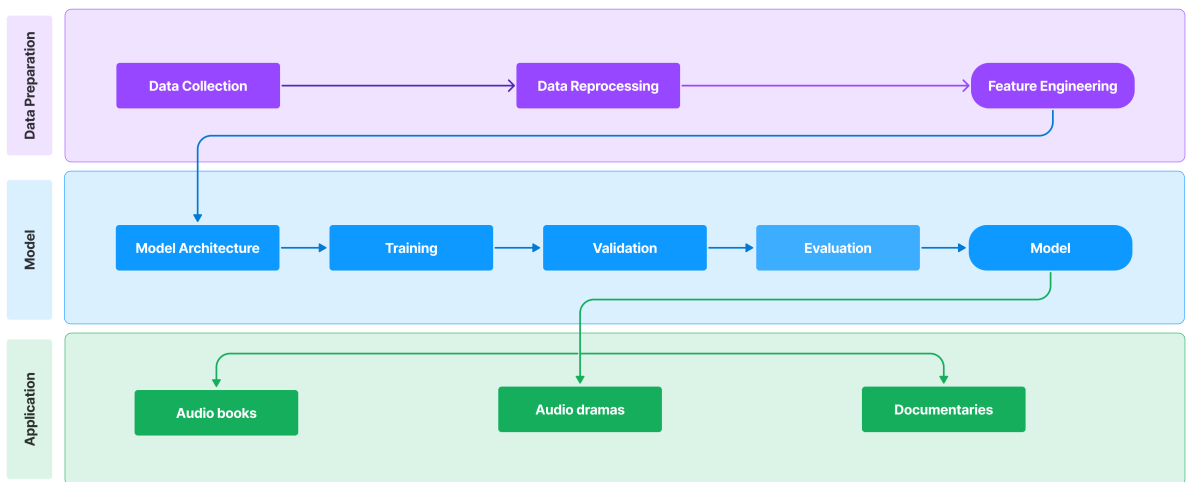 Data Preparation
Data Collection
Data Reprocessing
Feature Engineering
Model
Model Architecture
Training
Validation
Evaluation
Model
Application
Audio books
Audio dramas
Documentaries